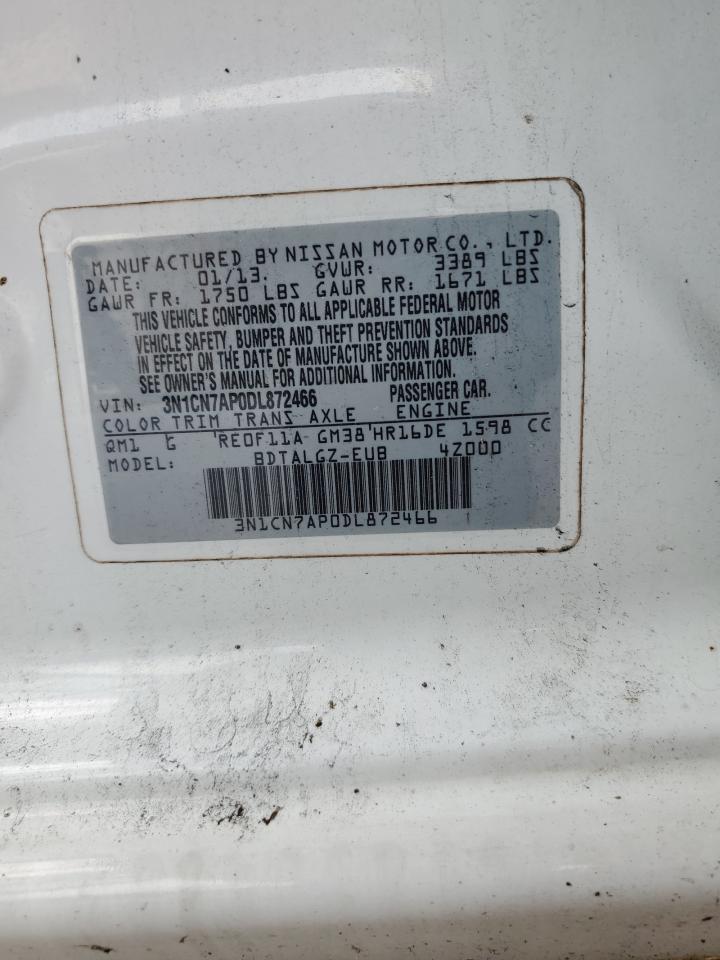 MANUFACTURED BY NISSAN MOTOR CO., LTD.
DATE: 01/13. GVWR: 3389 LBS
GAWR FR: 1750 LBS GAWR RR: 1671 LBS
THIS VEHICLE CONFORMS TO ALL APPLICABLE FEDERAL MOTOR
VEHICLE SAFETY, BUMPER AND THEFT PREVENTION STANDARDS
IN EFFECT ON THE DATE OF MANUFACTURE SHOWN ABOVE.
SEE OWNER'S MANUAL FOR ADDITIONAL INFORMATION.
VIN: 3N1CN7AP0DL872466 PASSENGER CAR.
COLOR TRIM TRANS AXLE ENGINE
QM1 G RE0F11A GM38 HR16DE 1598 CC
MODEL: BDTALGZ-EUB 4Z000
3N1CN7AP0DL872466